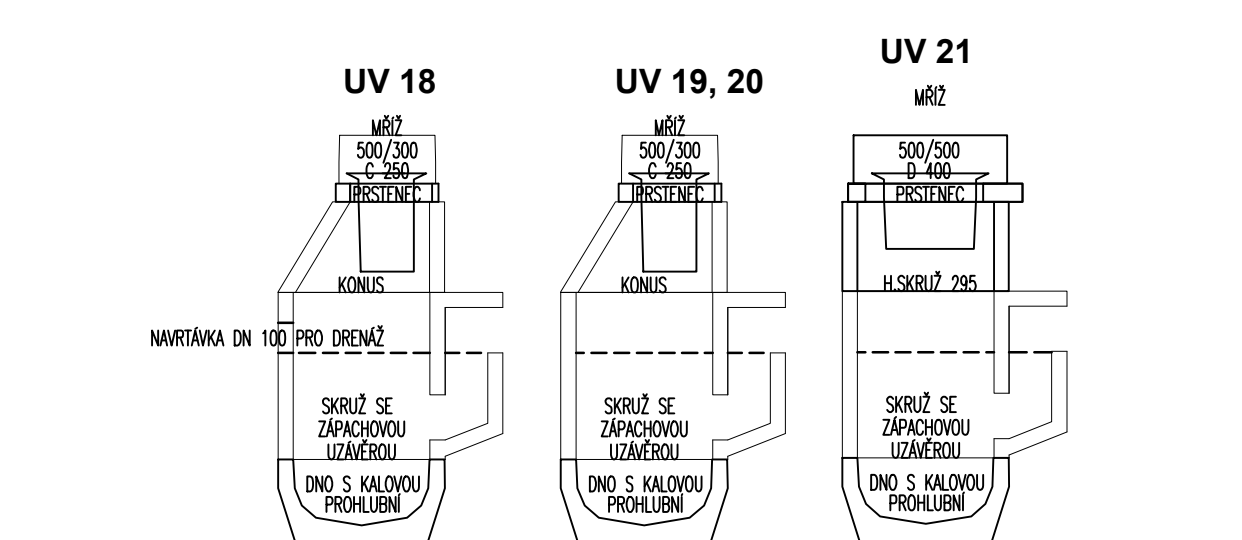 UV 18
MŘÍŽ
500/300
C 250
PRSTENEC
KONUS
NAVRTÁVKA DN 100 PRO DRENÁŽ
SKRUŽ SE
ZÁPACHOVOU
UZÁVĚROU
DNO S KALOVOU
PROHLUBNÍ
UV 19, 20
MŘÍŽ
500/300
C 250
PRSTENEC
KONUS
SKRUŽ SE
ZÁPACHOVOU
UZÁVĚROU
DNO S KALOVOU
PROHLUBNÍ
UV 21
MŘÍŽ
500/500
D 400
PRSTENEC
H.SKRUŽ 295
SKRUŽ SE
ZÁPACHOVOU
UZÁVĚROU
DNO S KALOVOU
PROHLUBNÍ